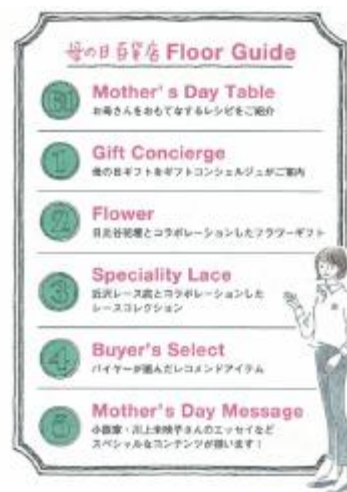 母の日百貨店 Floor Guide
B1
Mother's Day Table
お母さんをおもてなするレシピをご紹介
1
Gift Concierge
母の日ギフトをギフトコンシェルジュがご案内
2
Flower
日比谷花壇とコラボレーションしたフラワーギフト
3
Speciality Lace
近沢レース店とコラボレーションした
レースコレクション
4
Buyer's Select
バイヤーが選んだレコメンドアイテム
5
Mother's Day Message
小説家・川上未映子さんのエッセイなど
スペシャルなコンテンツが揃います！